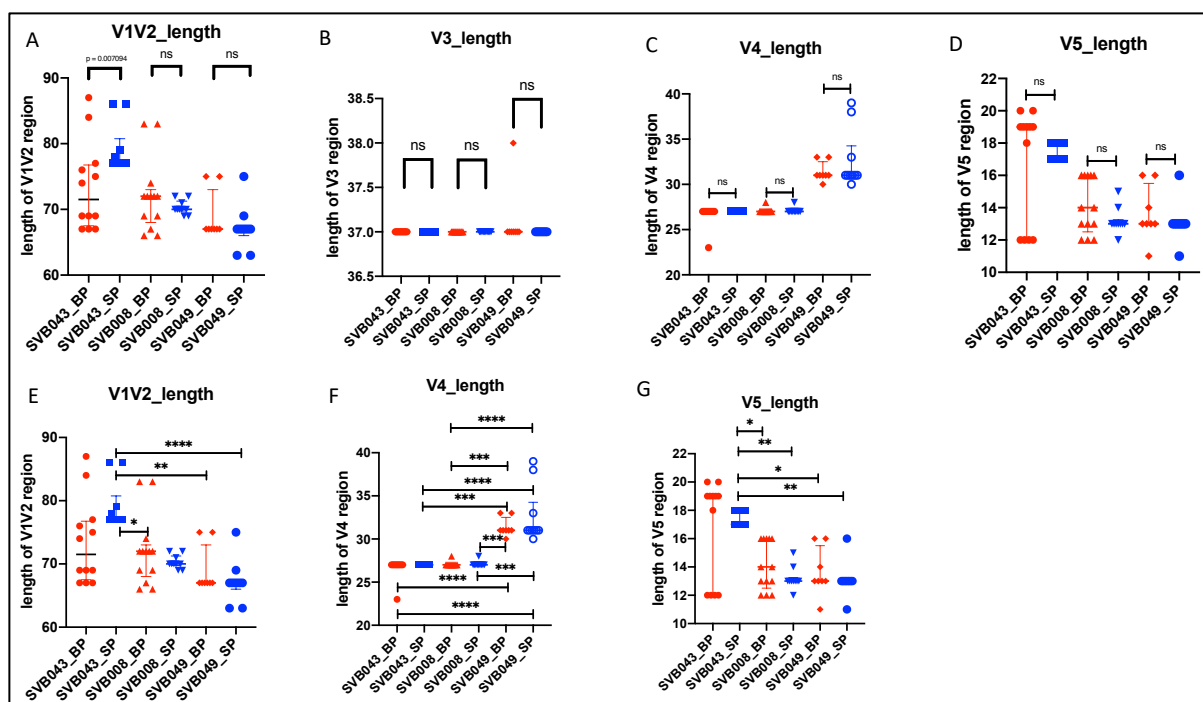 A
V1V2_length
p = 0.007094
ns
ns
90
80
70
60
length of V1V2 region
SVB043_BP
SVB043_SP
SVB008_BP
SVB008_SP
SVB049_BP
SVB049_SP
B
V3_length
ns
ns
ns
38.5
38.0
37.5
37.0
36.5
length of V3 region
SVB043_BP
SVB043_SP
SVB008_BP
SVB008_SP
SVB049_BP
SVB049_SP
C
V4_length
ns
ns
ns
40
35
30
25
20
length of V4 region
SVB043_BP
SVB043_SP
SVB008_BP
SVB008_SP
SVB049_BP
SVB049_SP
D
V5_length
ns
ns
ns
22
20
18
16
14
12
10
length of V5 region
SVB043_BP
SVB043_SP
SVB008_BP
SVB008_SP
SVB049_BP
SVB049_SP
E
V1V2_length
****
**
*
90
80
70
60
length of V1V2 region
SVB043_BP
SVB043_SP
SVB008_BP
SVB008_SP
SVB049_BP
SVB049_SP
F
V4_length
****
***
****
***
***
***
****
****
40
35
30
25
20
length of V4 region
SVB043_BP
SVB043_SP
SVB008_BP
SVB008_SP
SVB049_BP
SVB049_SP
G
V5_length
*
**
*
**
22
20
18
16
14
12
10
length of V5 region
SVB043_BP
SVB043_SP
SVB008_BP
SVB008_SP
SVB049_BP
SVB049_SP